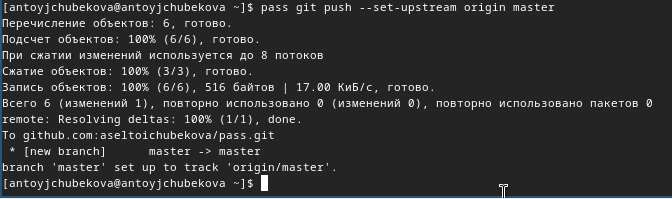 [antoyjchubekova@antoyjchubekova ~]$ pass git push --set-upstream origin master
Перечисление объектов: 6, готово.
Подсчет объектов: 100% (6/6), готово.
При сжатии изменений используется до 8 потоков
Сжатие объектов: 100% (3/3), готово.
Запись объектов: 100% (6/6), 516 байтов | 17.00 КиБ/с, готово.
Всего 6 (изменений 1), повторно использовано 0 (изменений 0), повторно использовано пакетов 0
remote: Resolving deltas: 100% (1/1), done.
To github.com:aseltoichubekova/pass.git
 * [new branch]      master -> master
branch 'master' set up to track 'origin/master'.
[antoyjchubekova@antoyjchubekova ~]$